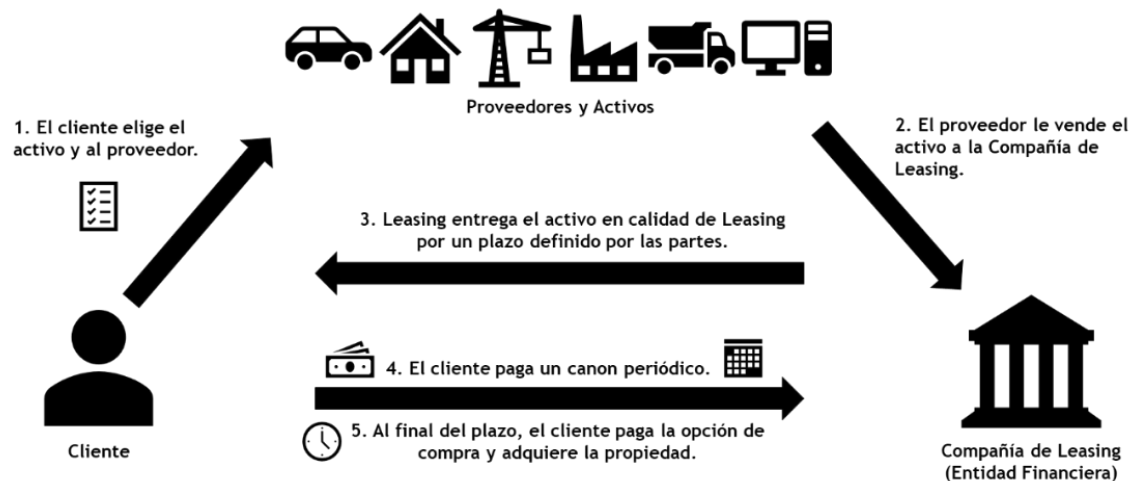 Proveedores y Activos
1. El cliente elige el
activo y al proveedor.
2. El proveedor le vende el
activo a la Compañía de
Leasing.
3. Leasing entrega el activo en calidad de Leasing
por un plazo definido por las partes.
4. El cliente paga un canon periódico.
5. Al final del plazo, el cliente paga la opción de
compra y adquiere la propiedad.
Cliente
Compañía de Leasing
(Entidad Financiera)